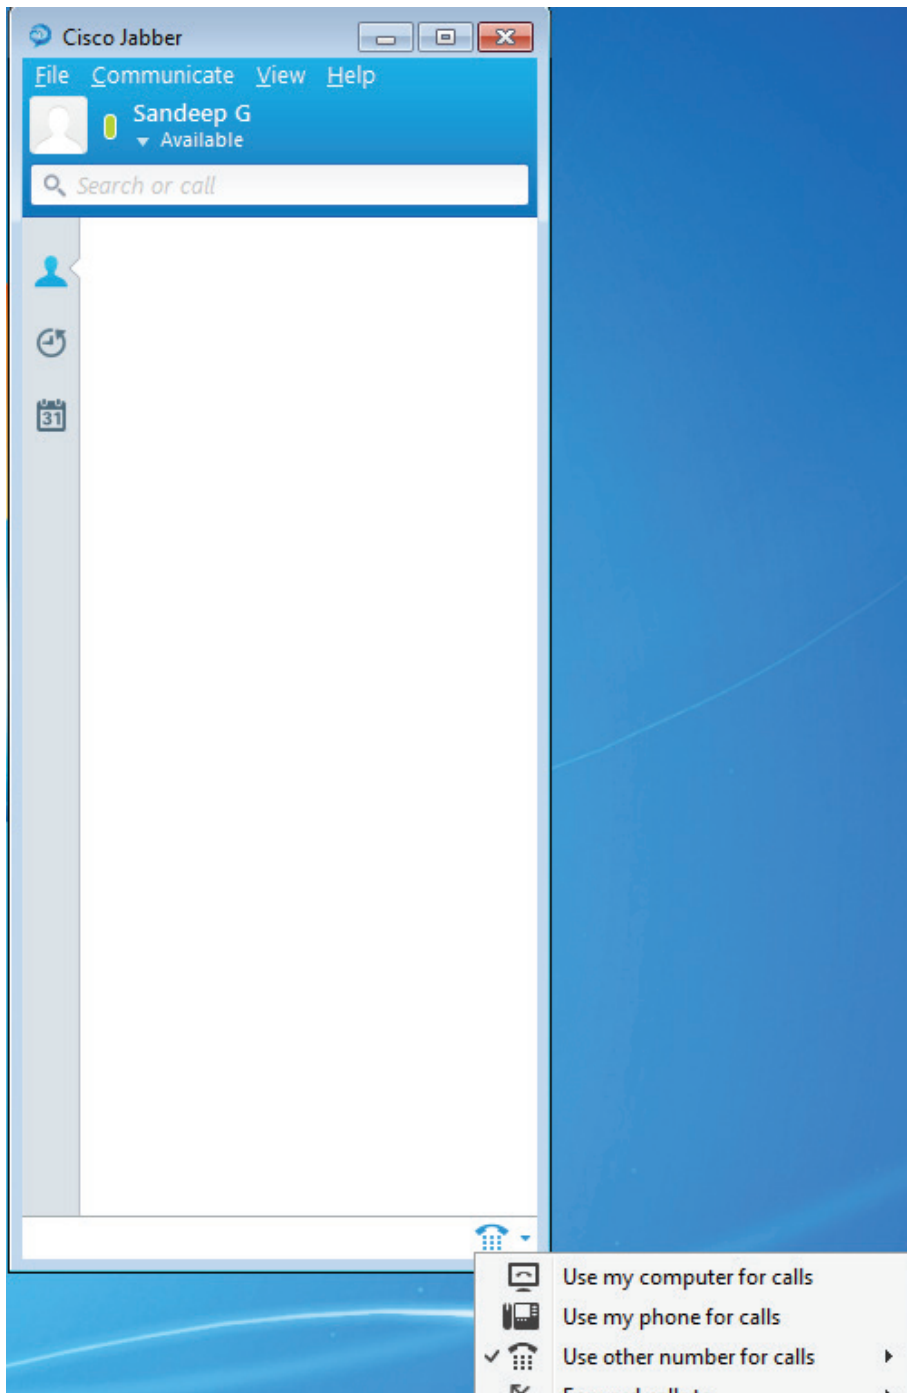 Cisco Jabber
File Communicate View Help
Sandeep G
Available
Search or call
31
Use my computer for calls
Use my phone for calls
Use other number for calls